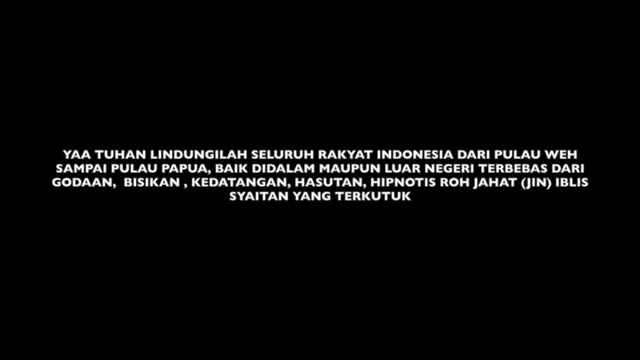 YAA TUHAN LINDUNGILAH SELURUH RAKYAT INDONESIA DARI PULAU WEH
SAMPAI PULAU PAPUA, BAIK DIDALAM MAUPUN LUAR NEGERI TERBEBAS DARI
GODAAN,  BISIKAN , KEDATANGAN, HASUTAN, HIPNOTIS ROH JAHAT (JIN) IBLIS
SYAITAN YANG TERKUTUK